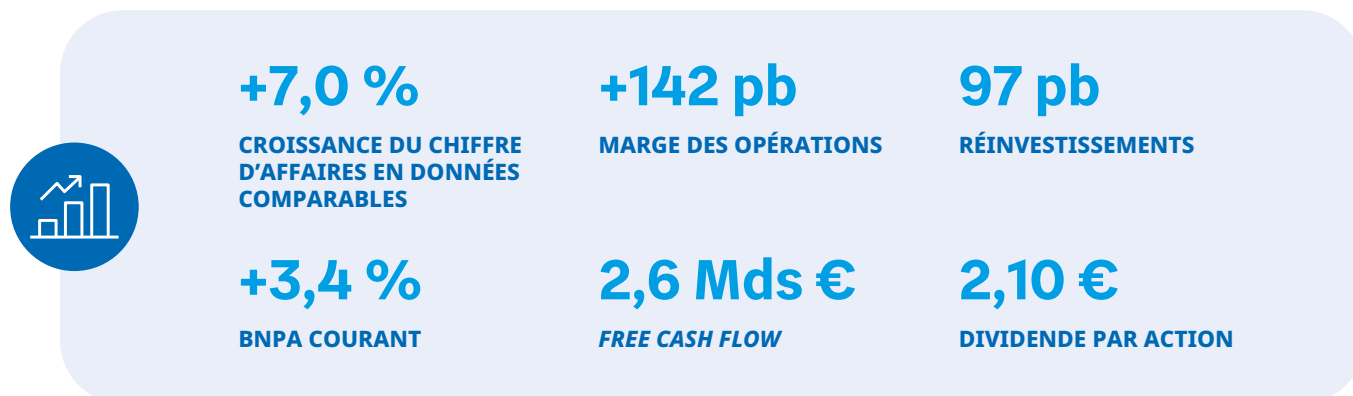 +7,0 %
CROISSANCE DU CHIFFRE
D’AFFAIRES EN DONNÉES
COMPARABLES
+142 pb
MARGE DES OPÉRATIONS
97 pb
RÉINVESTISSEMENTS
+3,4 %
BNPA COURANT
2,6 Mds €
FREE CASH FLOW
2,10 €
DIVIDENDE PAR ACTION